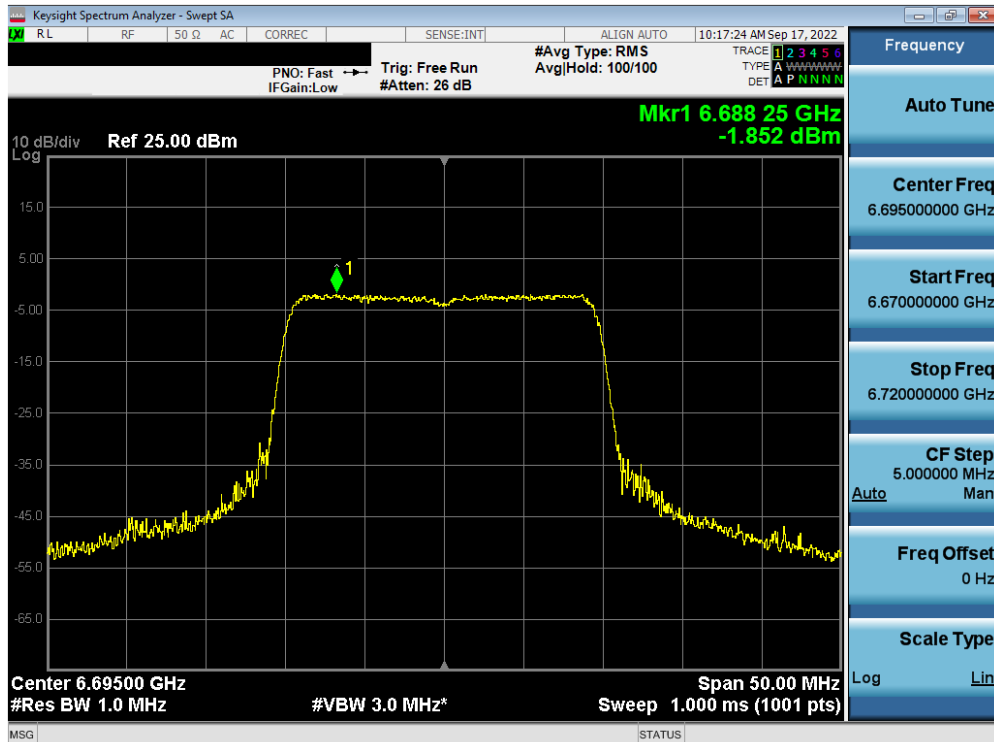 Keysight Spectrum Analyzer - Swept SA
LXI RL RF 50 Ω AC CORREC SENSE:INT ALIGN AUTO 10:17:24 AM Sep 17, 2022
Frequency
#Avg Type: RMS
TRACE 1 2 3 4 5 6
PNO: Fast Trig: Free Run Avg|Hold: 100/100
TYPE A WWWWW
IFGain:Low #Atten: 26 dB
DET A P N N N N
Auto Tune
Mkr1 6.688 25 GHz
-1.852 dBm
10 dB/div Ref 25.00 dBm
Log
15.0
5.00
-5.00
-15.0
-25.0
-35.0
-45.0
-55.0
-65.0
1
Center 6.69500 GHz Span 50.00 MHz
#Res BW 1.0 MHz #VBW 3.0 MHz* Sweep 1.000 ms (1001 pts)
Center Freq
6.695000000 GHz
Start Freq
6.670000000 GHz
Stop Freq
6.720000000 GHz
CF Step
5.000000 MHz
Auto Man
Freq Offset
0 Hz
Scale Type
Log Lin
MSG STATUS